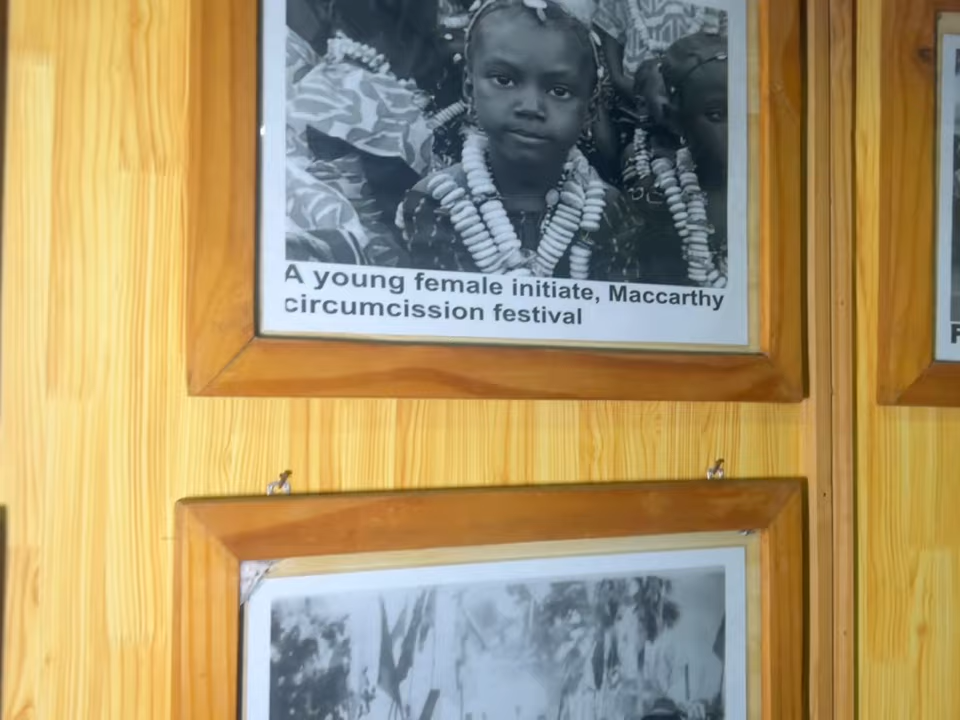 A young female initiate, Maccarthy
circumcission festival
F